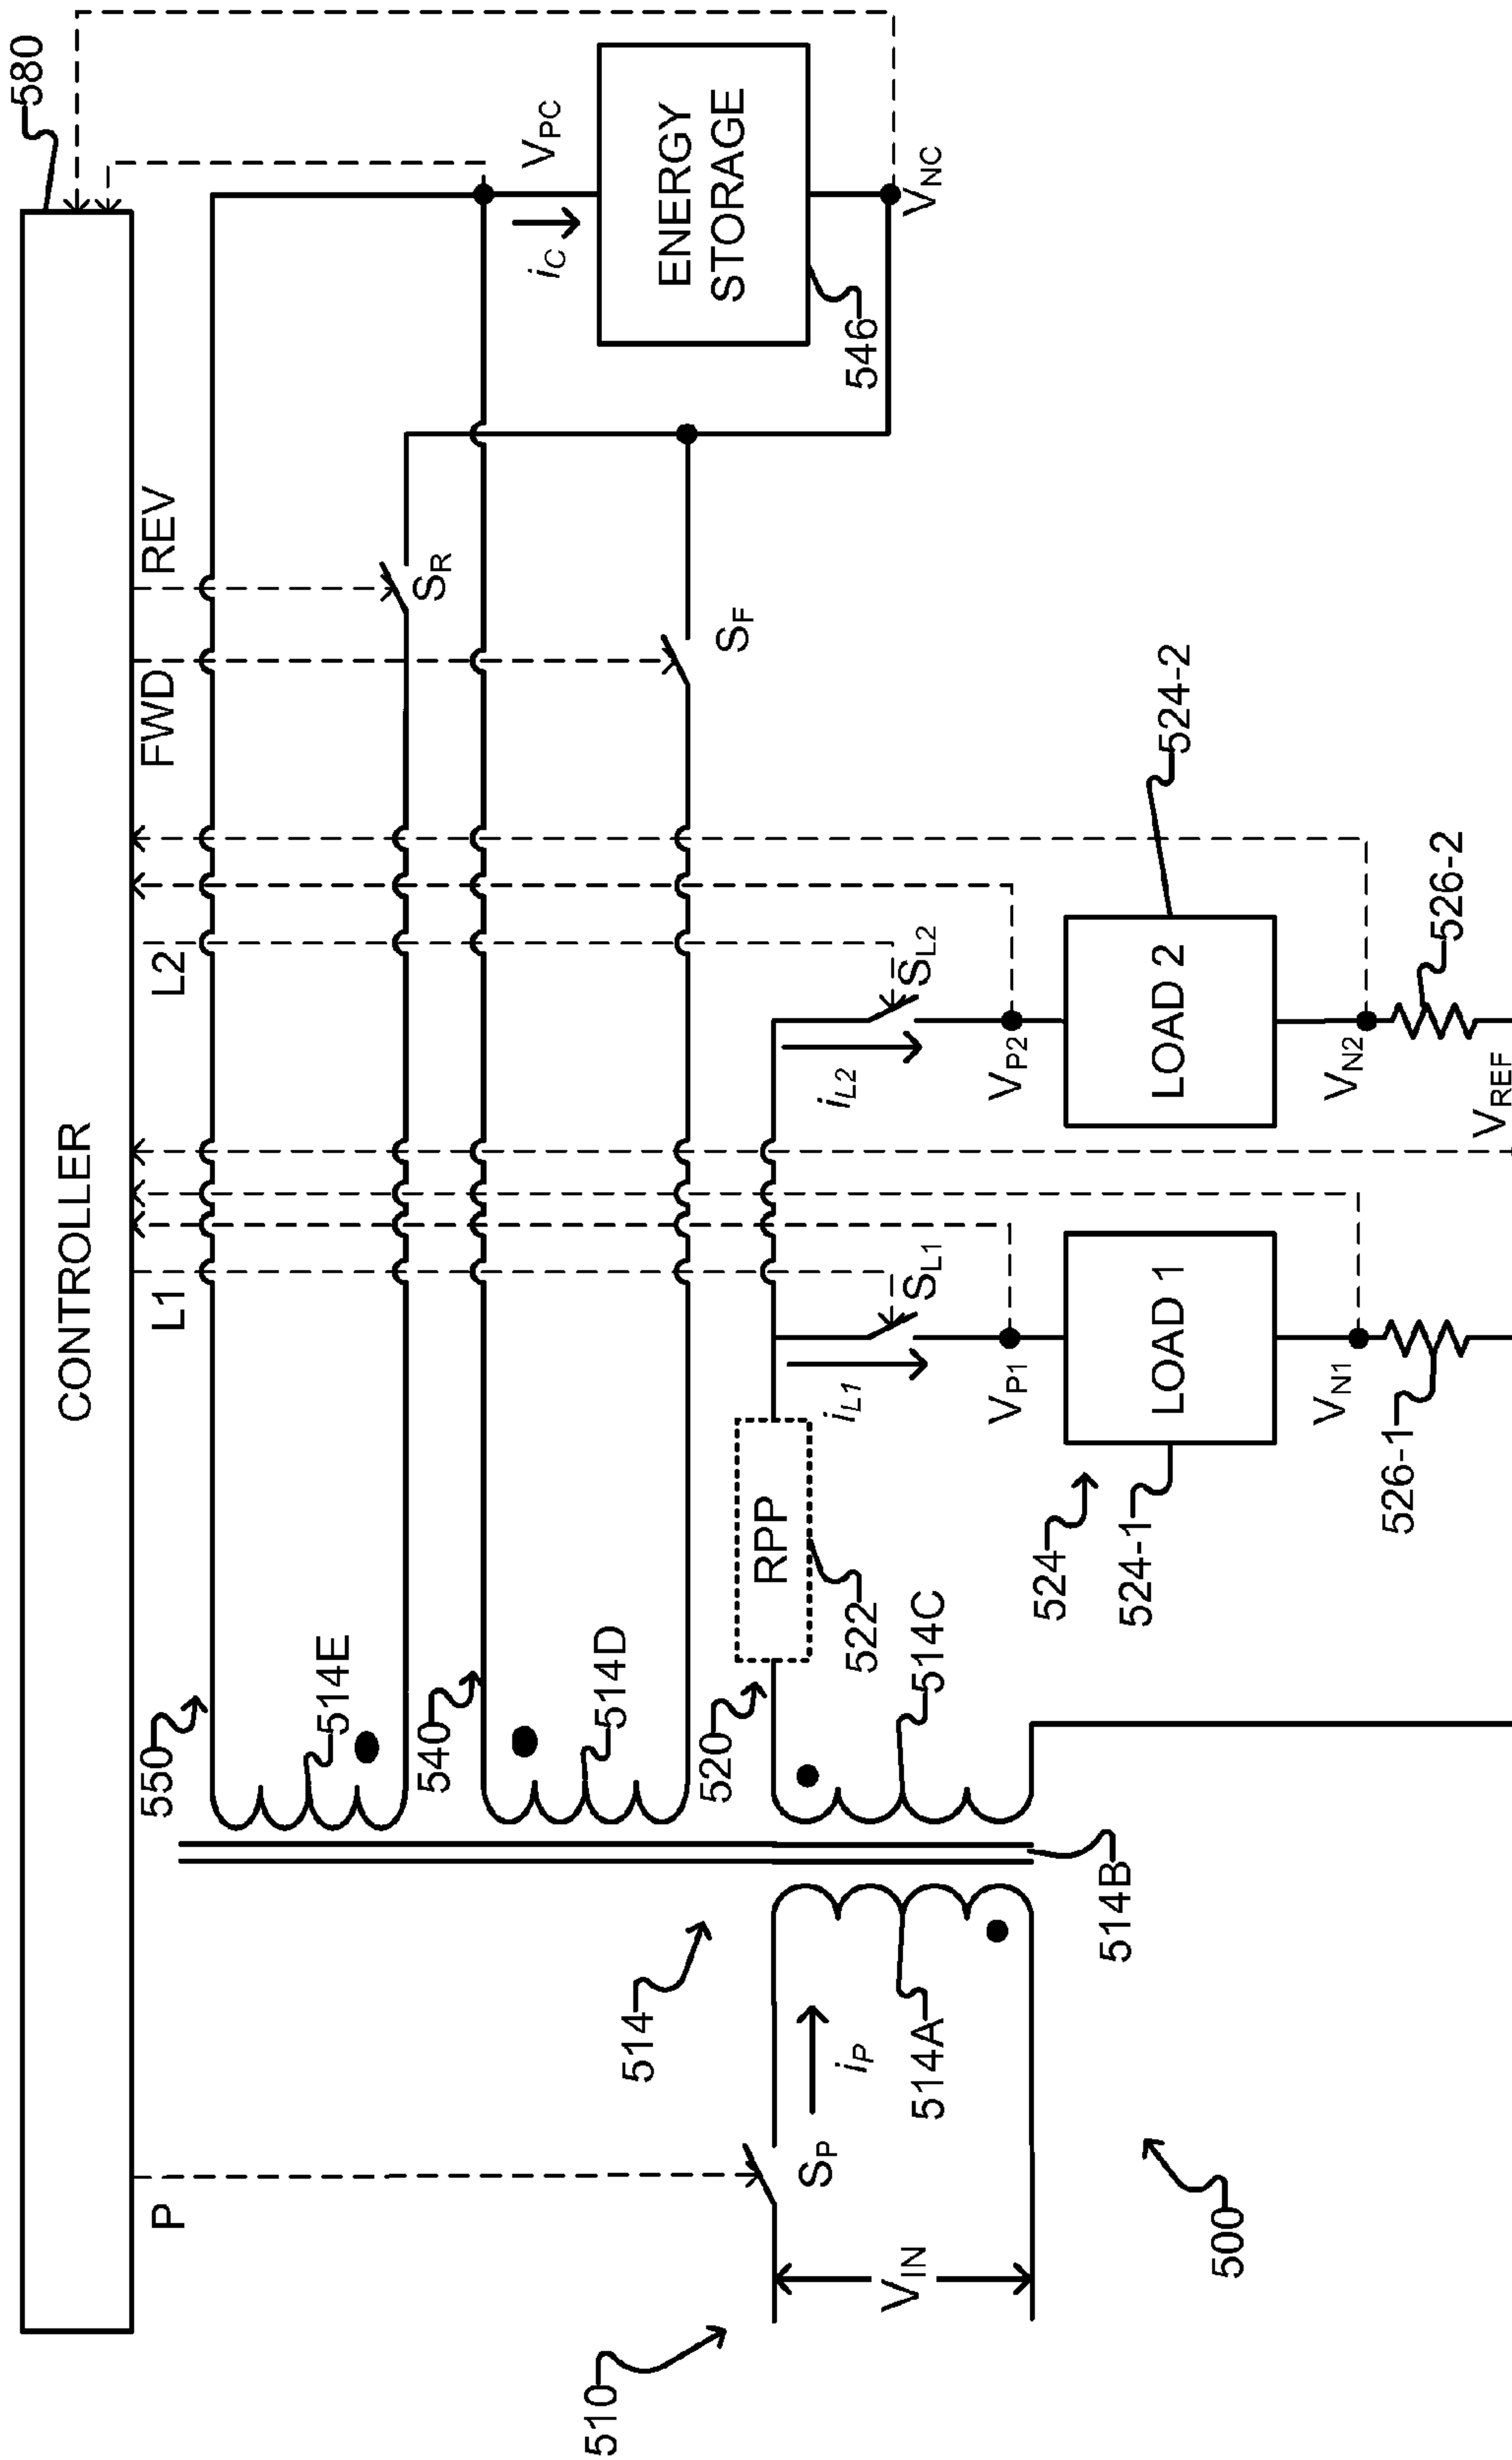 CONTROLLER
580
P
L1
L2
FWD
REV
550
514E
540
514D
520
514C
RPP
522
514
514A
514B
iP
SP
VIN
510
500
SR
SF
VPC
iC
ENERGY
STORAGE
546
VNC
iL1
SL1
VP1
LOAD 1
524
524-1
VN1
526-1
iL2
SL2
VP2
LOAD 2
524-2
VN2
526-2
VREF